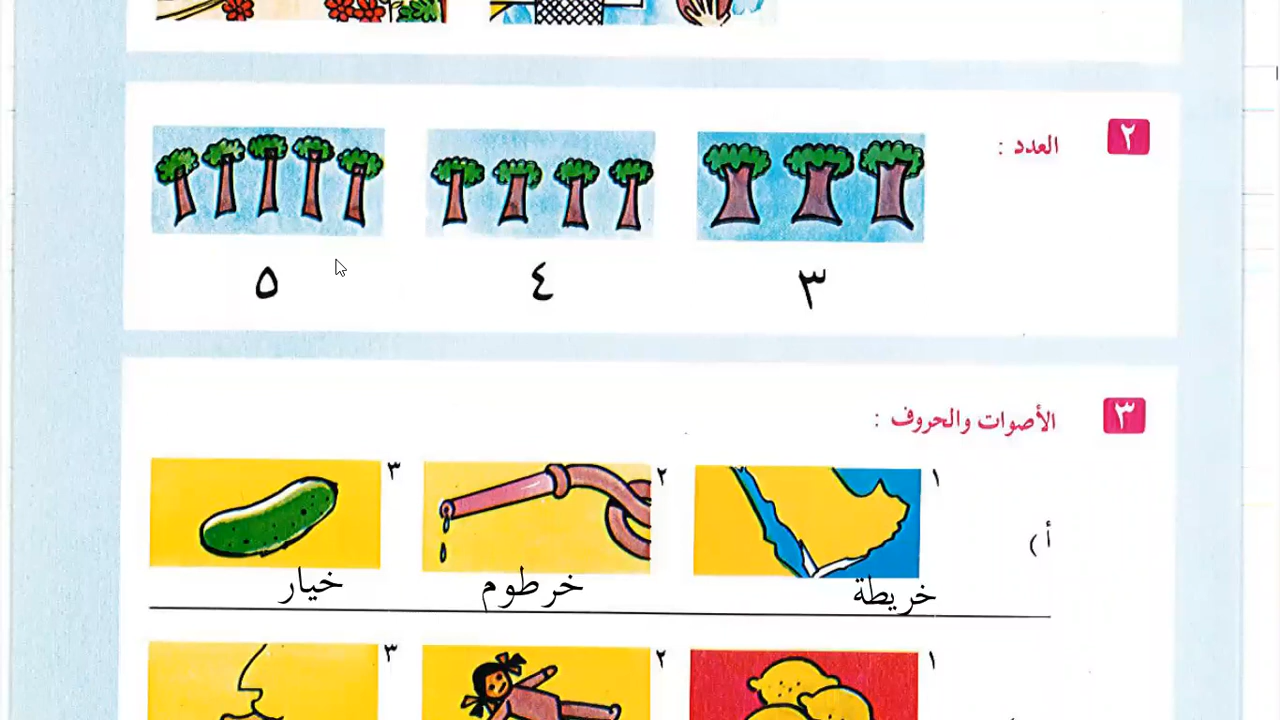 ٢ العدد :
٣ ٤ ٥
٣ الأصوات والحروف :
١ ٢ ٣
أ )
خريطة خرطوم خيار
١ ٢ ٣